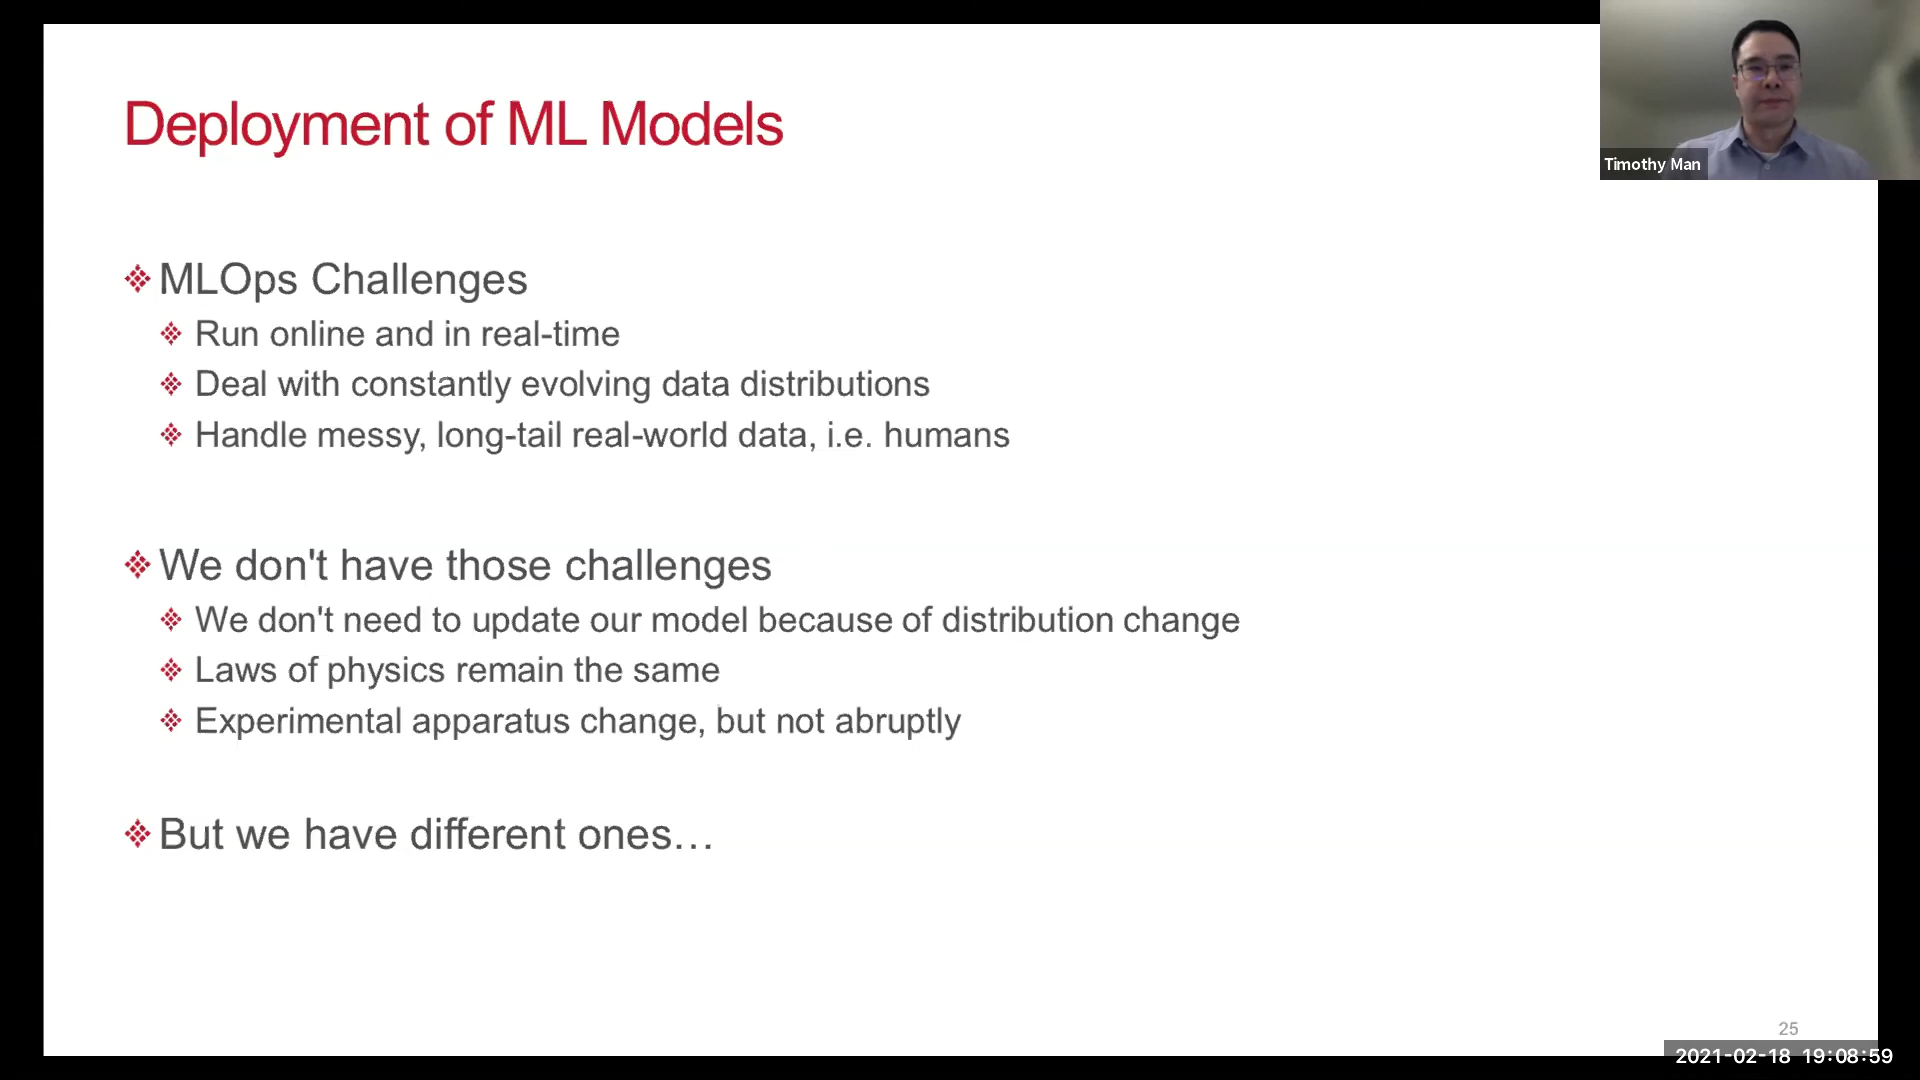 Deployment of ML Models
Timothy Man
MLOps Challenges
Run online and in real-time
Deal with constantly evolving data distributions
Handle messy, long-tail real-world data, i.e. humans
We don't have those challenges
We don't need to update our model because of distribution change
Laws of physics remain the same
Experimental apparatus change, but not abruptly
But we have different ones…
25
2021-02-18 19:08:59